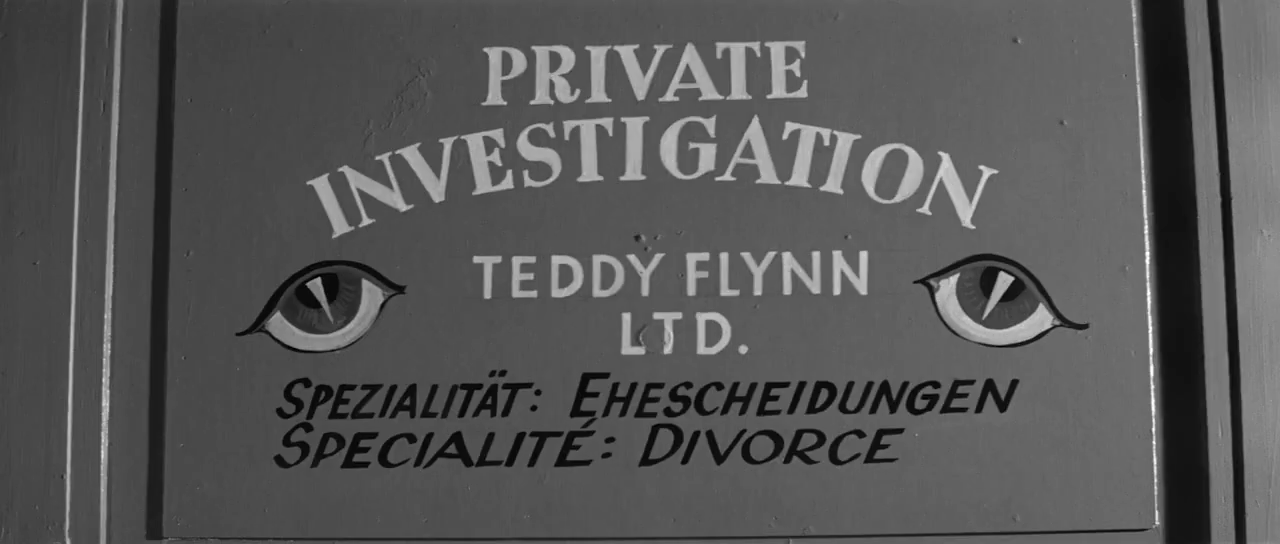 PRIVATE
INVESTIGATION
TEDDY FLYNN
LTD.
SPEZIALITÄT: EHESCHEIDUNGEN
SPECIALITÉ: DIVORCE